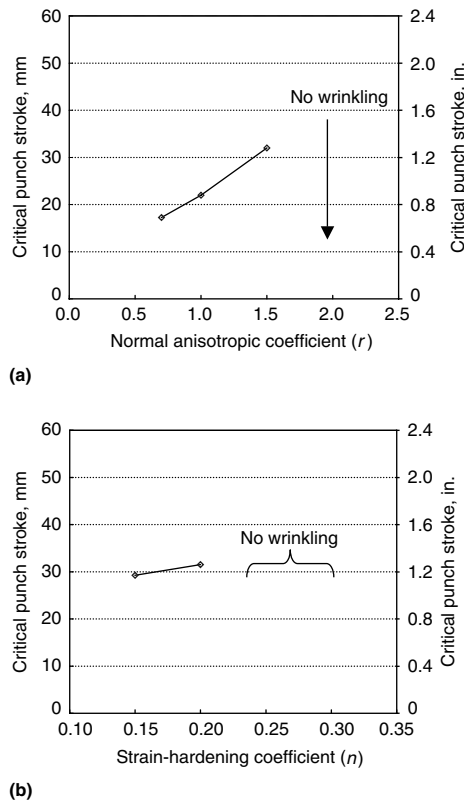 Critical punch stroke, mm
60
50
40
30
20
10
0
No wrinkling
2.4
2.0
1.6
1.2
0.8
0.4
0
Critical punch stroke, in.
0.0 0.5 1.0 1.5 2.0 2.5
Normal anisotropic coefficient (r)
(a)
Critical punch stroke, mm
60
50
40
30
20
10
0
No wrinkling
2.4
2.0
1.6
1.2
0.8
0.4
0
Critical punch stroke, in.
0.10 0.15 0.20 0.25 0.30 0.35
Strain-hardening coefficient (n)
(b)